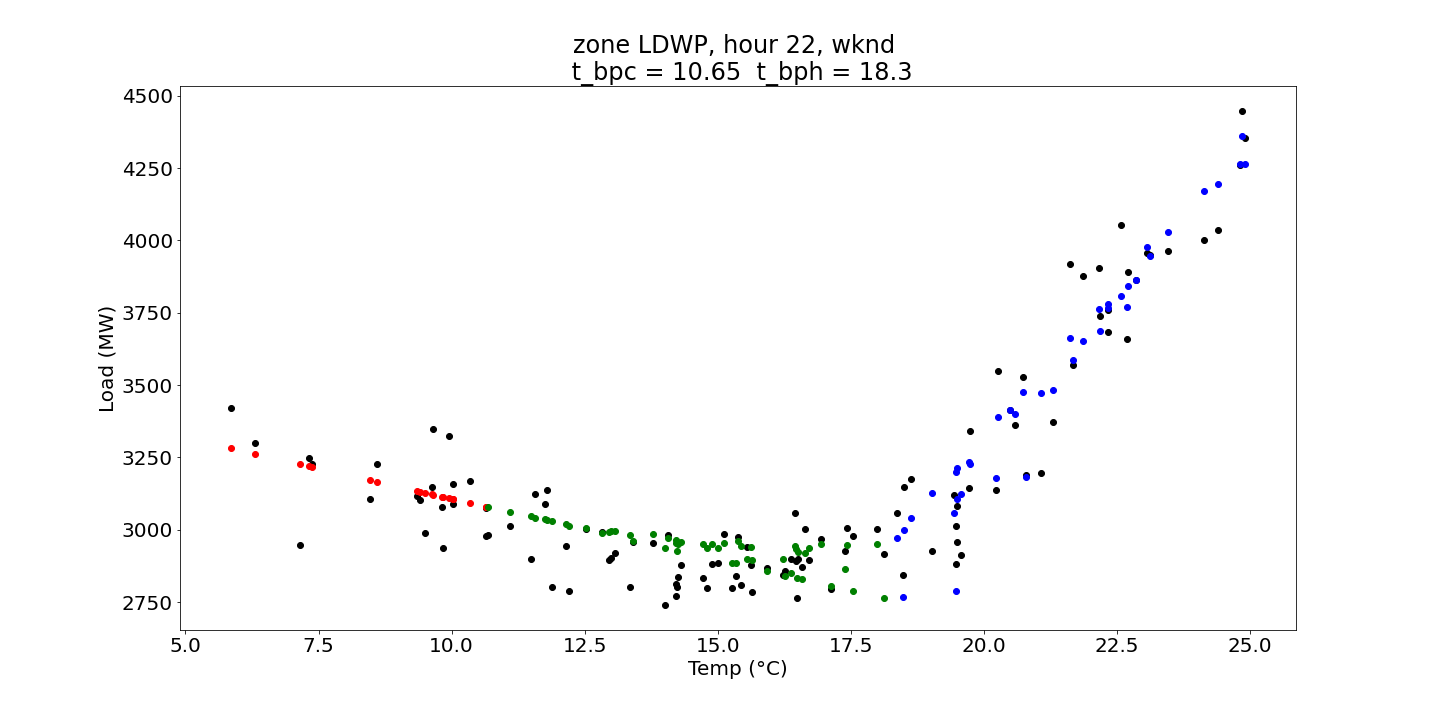 zone LDWP, hour 22, wknd
t_bpc = 10.65  t_bph = 18.3
4500
4250
4000
3750
3500
3250
3000
2750
Load (MW)
5.0 7.5 10.0 12.5 15.0 17.5 20.0 22.5 25.0
Temp (°C)